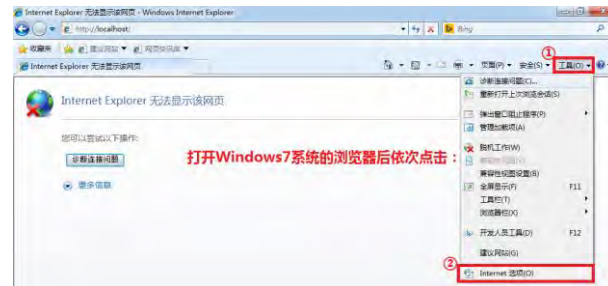 Internet Explorer 无法显示该网页 - Windows Internet Explorer
http://localhost:
Bing
收藏夹 建议网站 网页快讯库
Internet Explorer 无法显示该网页
页面(P) 安全(S) 工具(O)
①
Internet Explorer 无法显示该网页
您可以尝试以下操作:
诊断连接问题
更多信息
打开Windows7系统的浏览器后依次点击：
诊断连接问题(C)...
重新打开上次浏览会话(S)
弹出窗口阻止程序(P)
管理加载项(A)
脱机工作(W)
兼容性视图设置(B)
全屏显示(F) F11
工具栏(T)
浏览器栏(X)
开发人员工具(D) F12
建议网站(G)
②
Internet 选项(O)